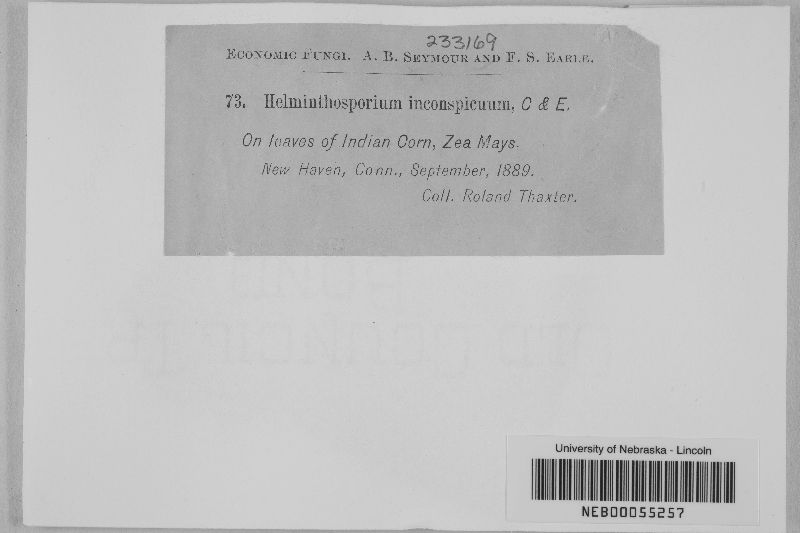 233169
ECONOMIC FUNGI. A. B. SEYMOUR AND F. S. EARLE.
73. Helminthosporium inconspicuum, C & E.
On leaves of Indian Corn, Zea Mays.
New Haven, Conn., September, 1889.
Coll. Roland Thaxter.
University of Nebraska - Lincoln
NEB00055257